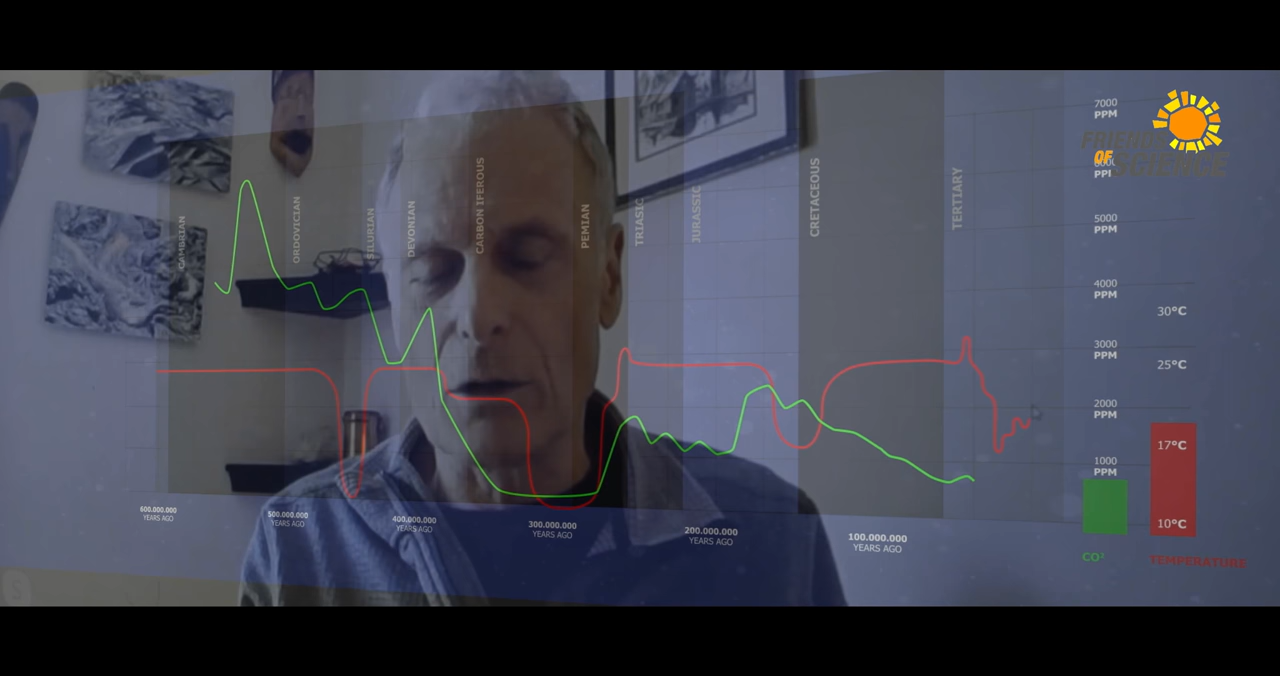 7000
PPM
FRIENDS
OF SCIENCE
6000
PPM
5000
PPM
4000
PPM
3000
PPM
2000
PPM
1000
PPM
30°C
25°C
17°C
10°C
CO²
TEMPERATURE
CAMBRIAN
ORDOVICIAN
SILURIAN
DEVONIAN
CARBON IFEROUS
PEMIAN
TRIASIC
JURASSIC
CRETACEOUS
TERTIARY
600.000.000
YEARS AGO
500.000.000
YEARS AGO
400.000.000
YEARS AGO
300.000.000
YEARS AGO
200.000.000
YEARS AGO
100.000.000
YEARS AGO